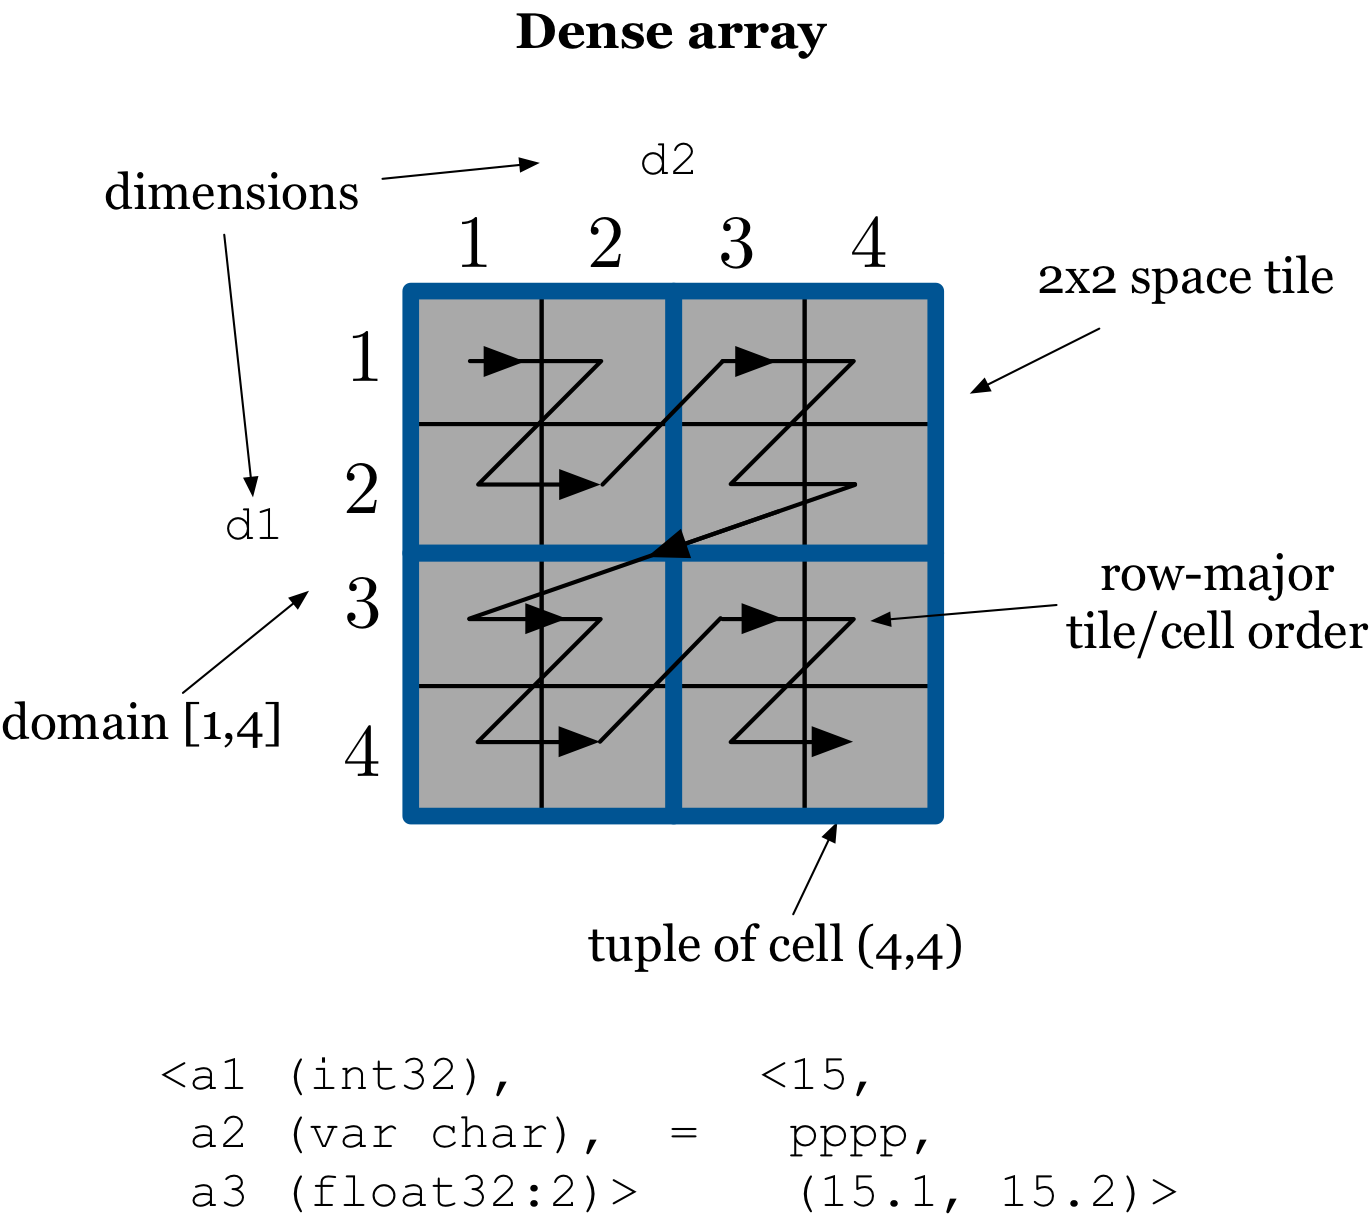 Dense array
d2
dimensions
1 2 3 4
2x2 space tile
1
2
d1
3
row-major
tile/cell order
domain [1,4]
4
tuple of cell (4,4)
<a1 (int32), <15,
a2 (var char), = pppp,
a3 (float32:2)> (15.1, 15.2)>